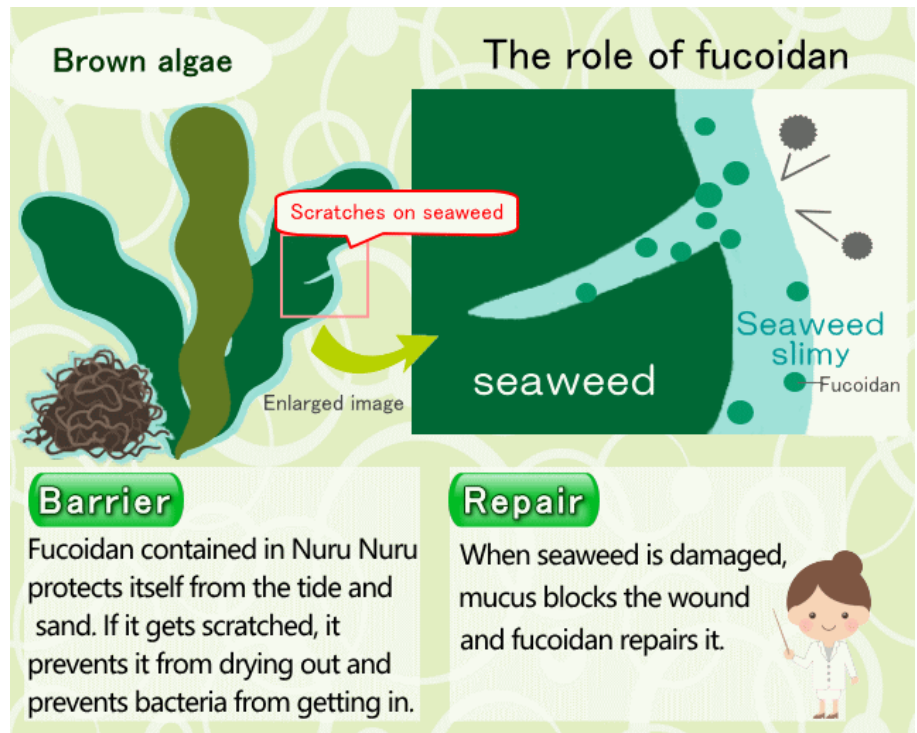 Brown algae
The role of fucoidan
Scratches on seaweed
Enlarged image
seaweed
Seaweed
slimy
Fucoidan
Barrier
Fucoidan contained in Nuru Nuru
protects itself from the tide and
sand. If it gets scratched, it
prevents it from drying out and
prevents bacteria from getting in.
Repair
When seaweed is damaged,
mucus blocks the wound
and fucoidan repairs it.